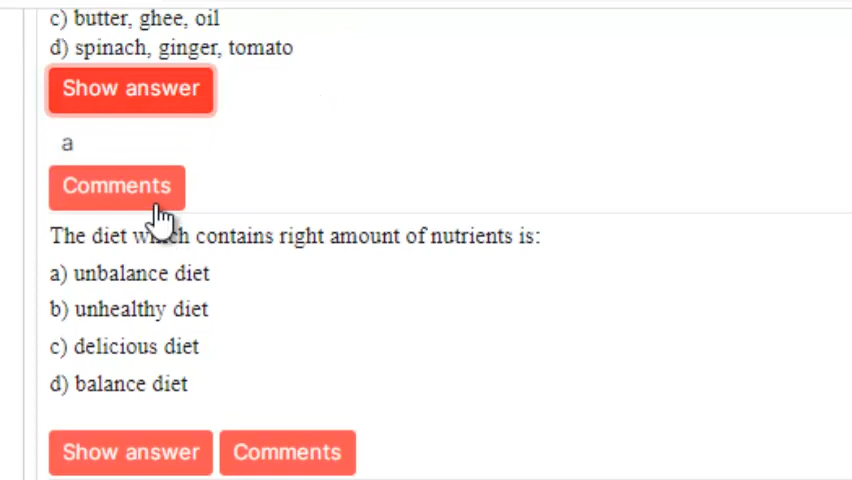 c) butter, ghee, oil
d) spinach, ginger, tomato
Show answer
a
Comments
The diet which contains right amount of nutrients is:
a) unbalance diet
b) unhealthy diet
c) delicious diet
d) balance diet
Show answer Comments